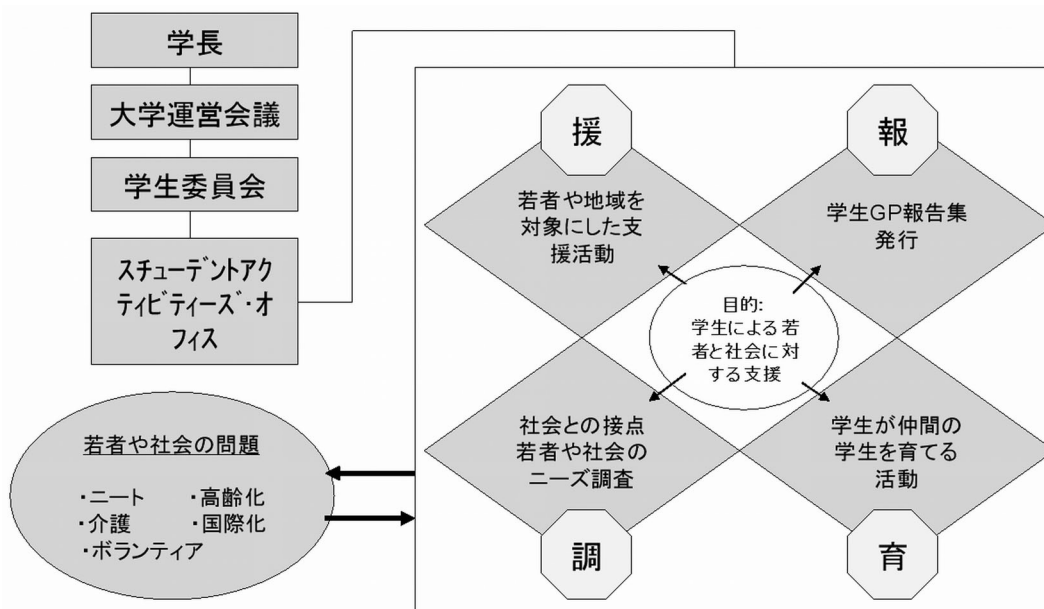 学長
大学運営会議
学生委員会
スチューデントアク
ティビティーズ・オ
フィス
若者や社会の問題
・ニート ・高齢化
・介護 ・国際化
・ボランティア
援
若者や地域を
対象にした支
援活動
報
学生GP報告集
発行
目的:
学生による若
者と社会に対
する支援
社会との接点
若者や社会の
ニーズ調査
調
学生が仲間の
学生を育てる
活動
育